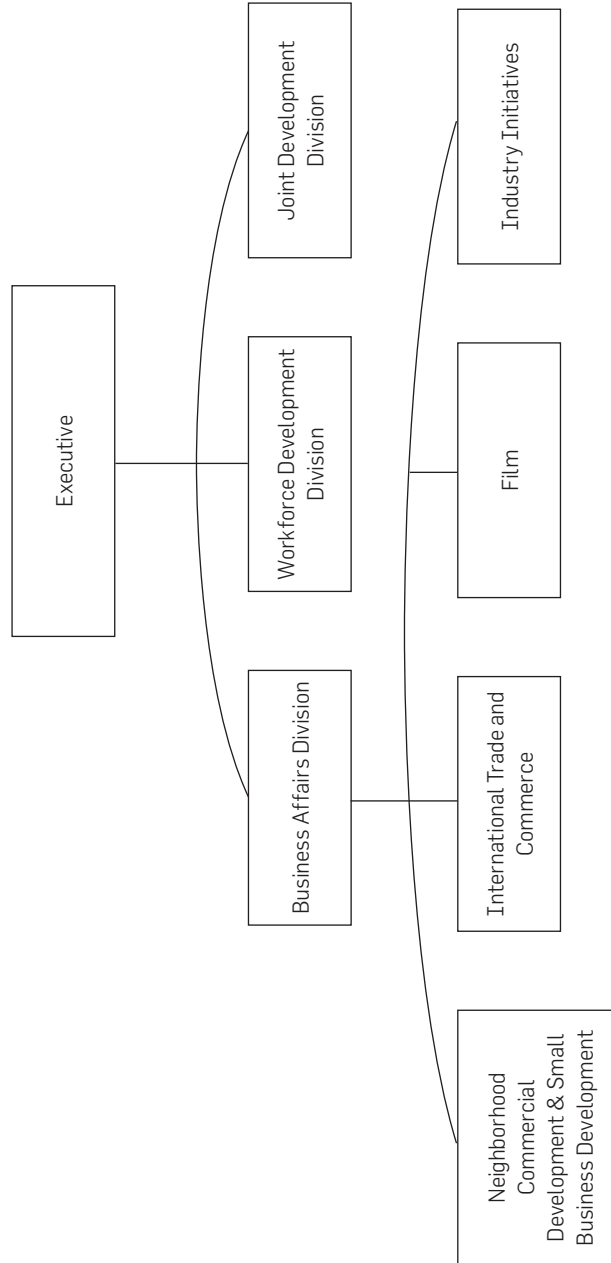 Executive
Business Affairs Division
Workforce Development
Division
Joint Development
Division
Neighborhood
Commercial
Development & Small
Business Development
International Trade and
Commerce
Film
Industry Initiatives